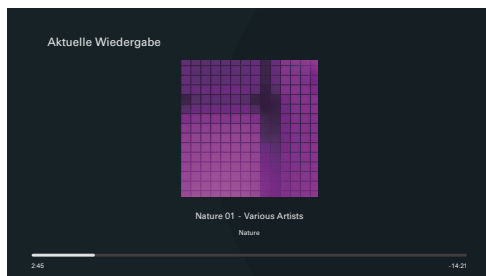 Aktuelle Wiedergabe
Nature 01 - Various Artists
Nature
2:45
-14:21